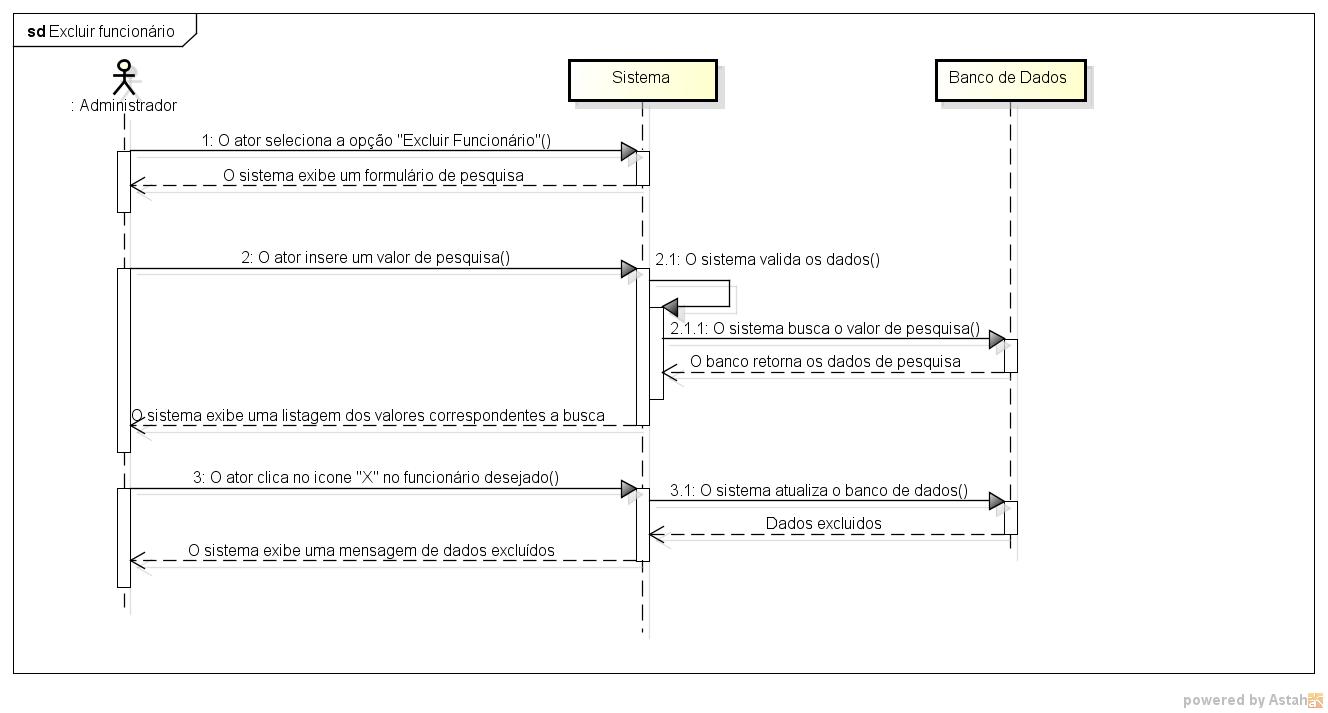 sd Excluir funcionário
: Administrador
Sistema
Banco de Dados
1: O ator seleciona a opção "Excluir Funcionário"()
O sistema exibe um formulário de pesquisa
2: O ator insere um valor de pesquisa()
2.1: O sistema valida os dados()
2.1.1: O sistema busca o valor de pesquisa()
O banco retorna os dados de pesquisa
O sistema exibe uma listagem dos valores correspondentes a busca
3: O ator clica no icone "X" no funcionário desejado()
3.1: O sistema atualiza o banco de dados()
Dados excluidos
O sistema exibe uma mensagem de dados excluídos
powered by Astah